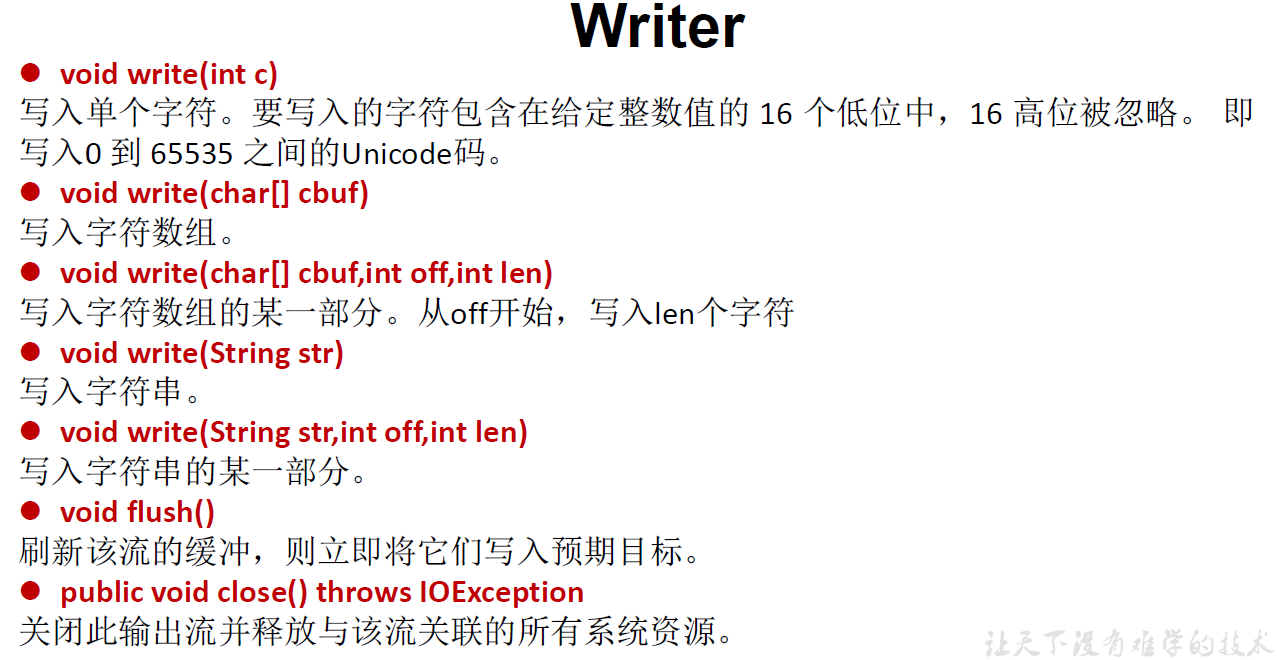 Writer
● void write(int c)
写入单个字符。要写入的字符包含在给定整数值的 16 个低位中，16 高位被忽略。 即
写入0 到 65535 之间的Unicode码。
● void write(char[] cbuf)
写入字符数组。
● void write(char[] cbuf,int off,int len)
写入字符数组的某一部分。从off开始，写入len个字符
● void write(String str)
写入字符串。
● void write(String str,int off,int len)
写入字符串的某一部分。
● void flush()
刷新该流的缓冲，则立即将它们写入预期目标。
● public void close() throws IOException
关闭此输出流并释放与该流关联的所有系统资源。
让天下没有难学的技术